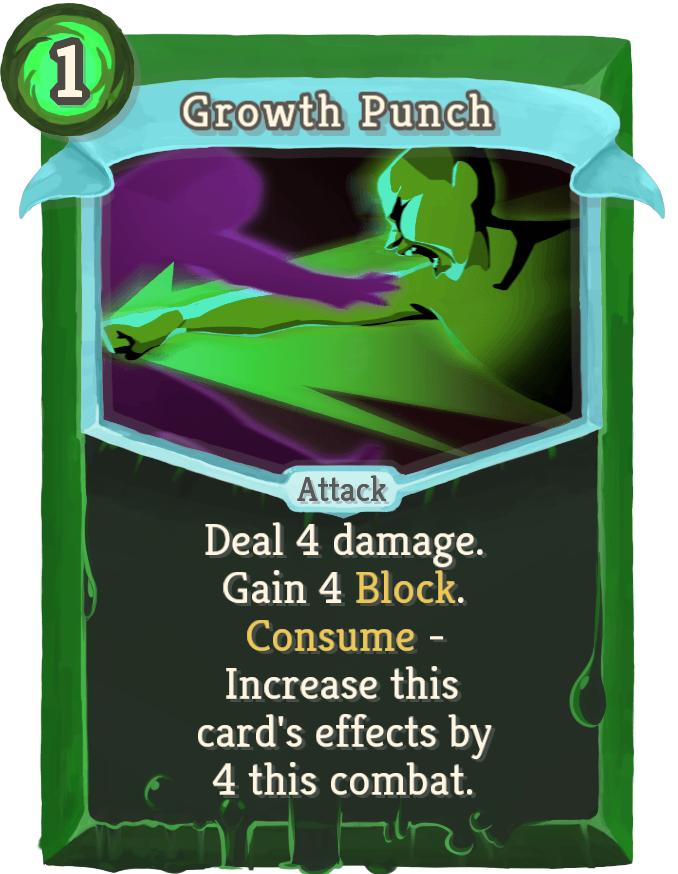 1
Growth Punch
Attack
Deal 4 damage.
Gain 4 Block.
Consume -
Increase this
card's effects by
4 this combat.